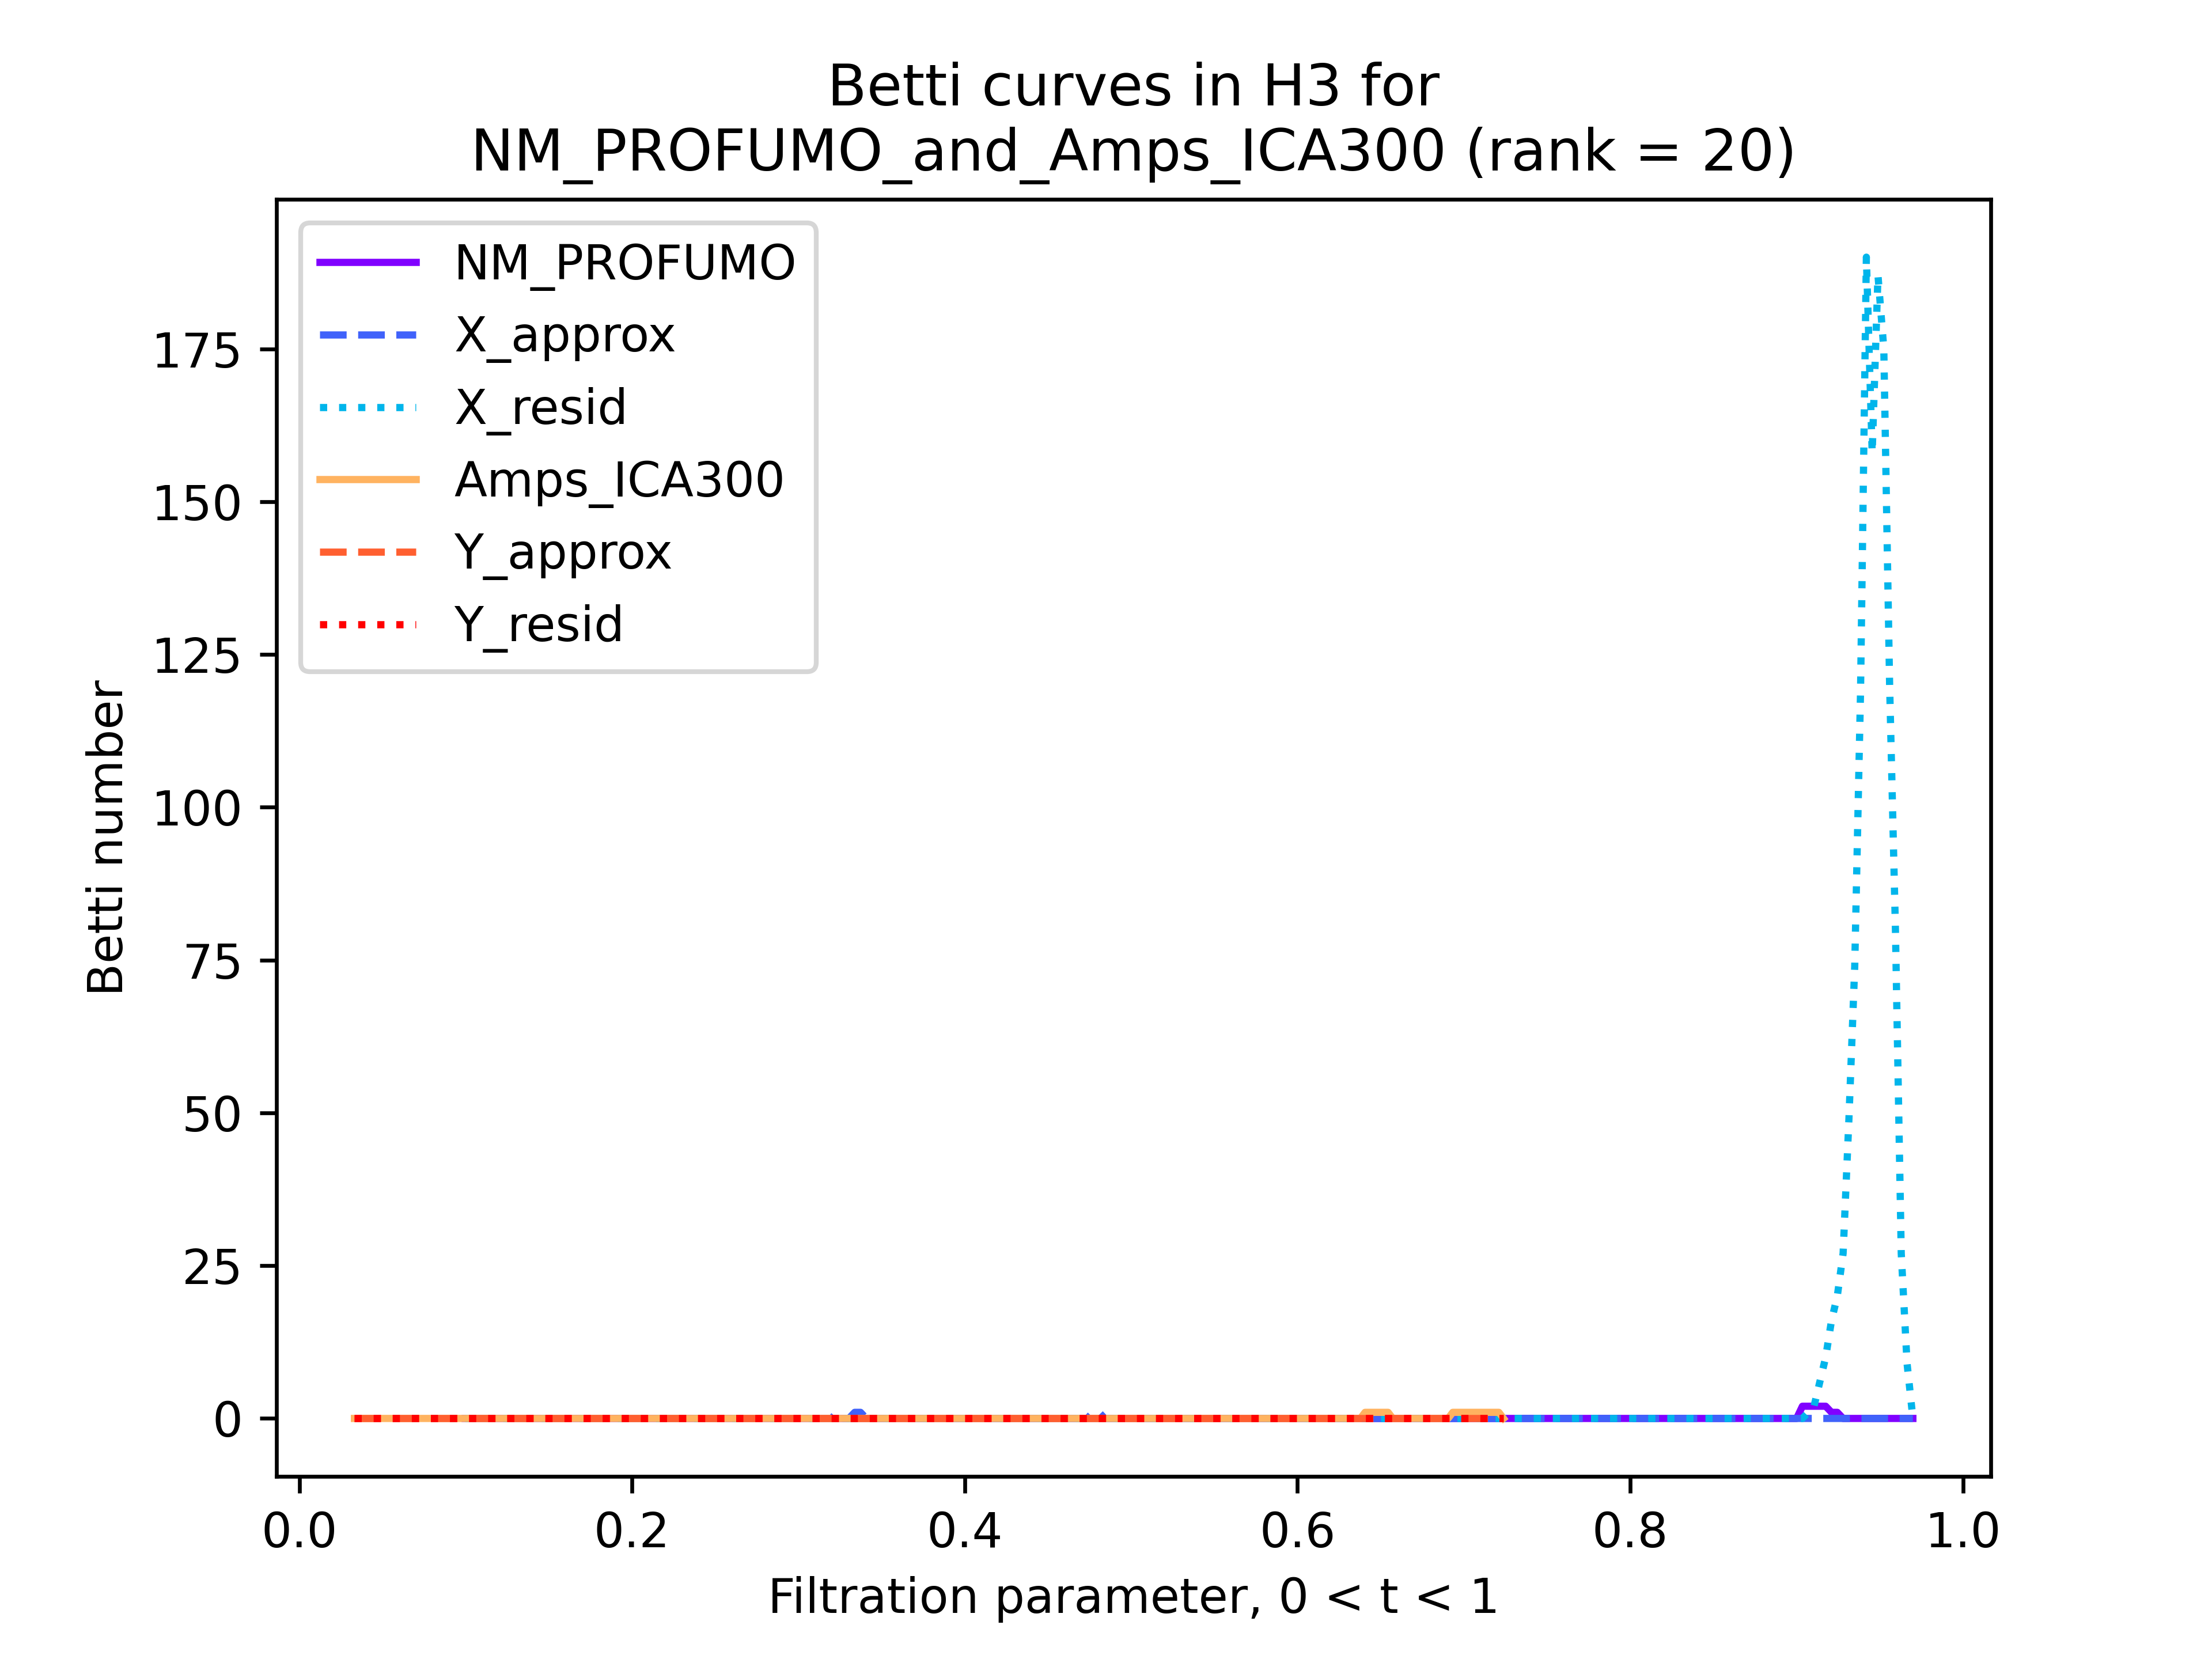 Betti curves in H3 for
NM_PROFUMO_and_Amps_ICA300 (rank = 20)
NM_PROFUMO
X_approx
X_resid
Amps_ICA300
Y_approx
Y_resid
Betti number
175
150
125
100
75
50
25
0
0.0 0.2 0.4 0.6 0.8 1.0
Filtration parameter, 0 < t < 1